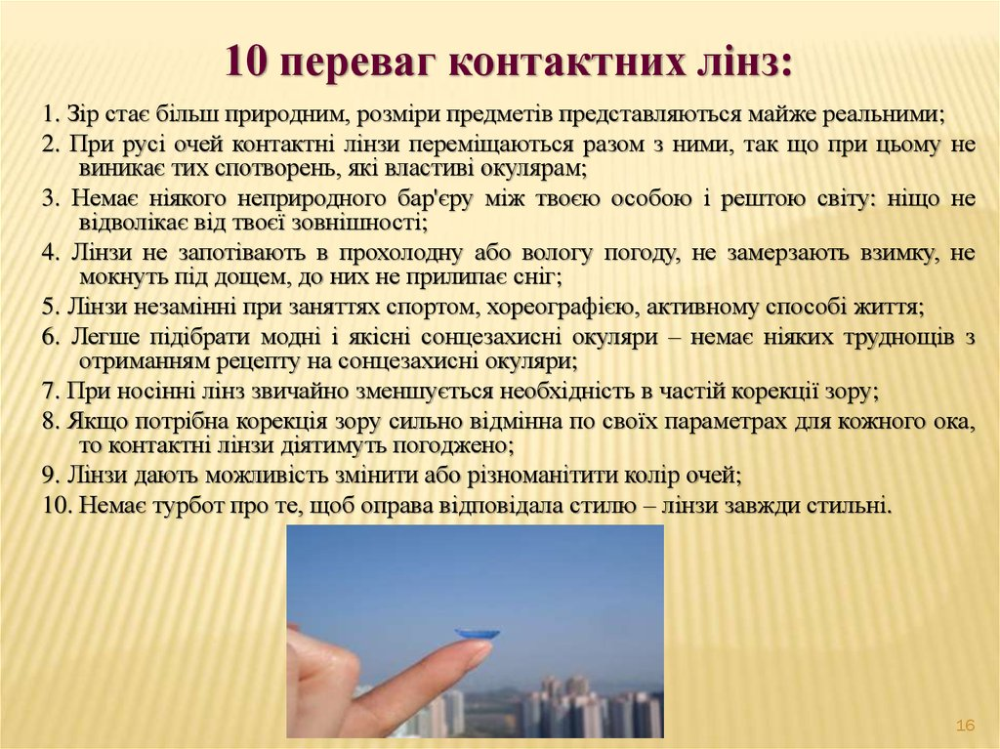 10 переваг контактних лінз:
1. Зір стає більш природним, розміри предметів представляються майже реальними;
2. При русі очей контактні лінзи переміщаються разом з ними, так що при цьому не
виникає тих спотворень, які властиві окулярам;
3. Немає ніякого неприродного бар'єру між твоєю особою і рештою світу: ніщо не
відволікає від твоєї зовнішності;
4. Лінзи не запотівають в прохолодну або вологу погоду, не замерзають взимку, не
мокнуть під дощем, до них не прилипає сніг;
5. Лінзи незамінні при заняттях спортом, хореографією, активному способі життя;
6. Легше підібрати модні і якісні сонцезахисні окуляри – немає ніяких труднощів з
отриманням рецепту на сонцезахисні окуляри;
7. При носінні лінз звичайно зменшується необхідність в частій корекції зору;
8. Якщо потрібна корекція зору сильно відмінна по своїх параметрах для кожного ока,
то контактні лінзи діятимуть погоджено;
9. Лінзи дають можливість змінити або різноманітити колір очей;
10. Немає турбот про те, щоб оправа відповідала стилю – лінзи завжди стильні.
16